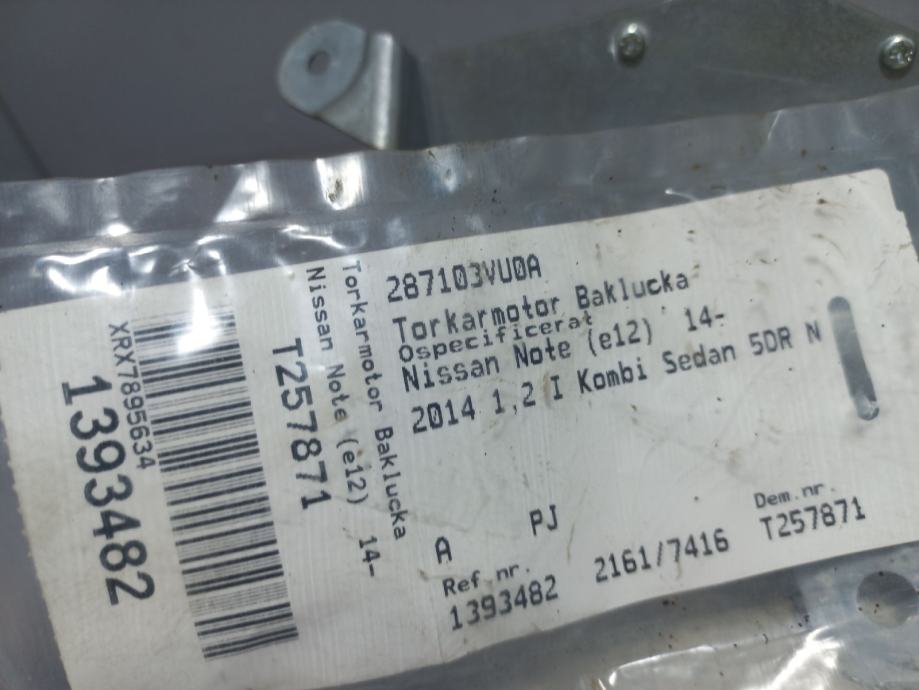 287103VU0A
Torkarmotor Baklucka
Ospecificerat
Nissan Note (e12) 14-
2014 1,2 I Kombi Sedan 5DR N
A PJ
Ref.nr. 2161/7416 Dem.nr.
1393482 T257871
Torkarmotor Baklucka
Nissan Note (e12) 14-
T257871
XRX7895634
1393482